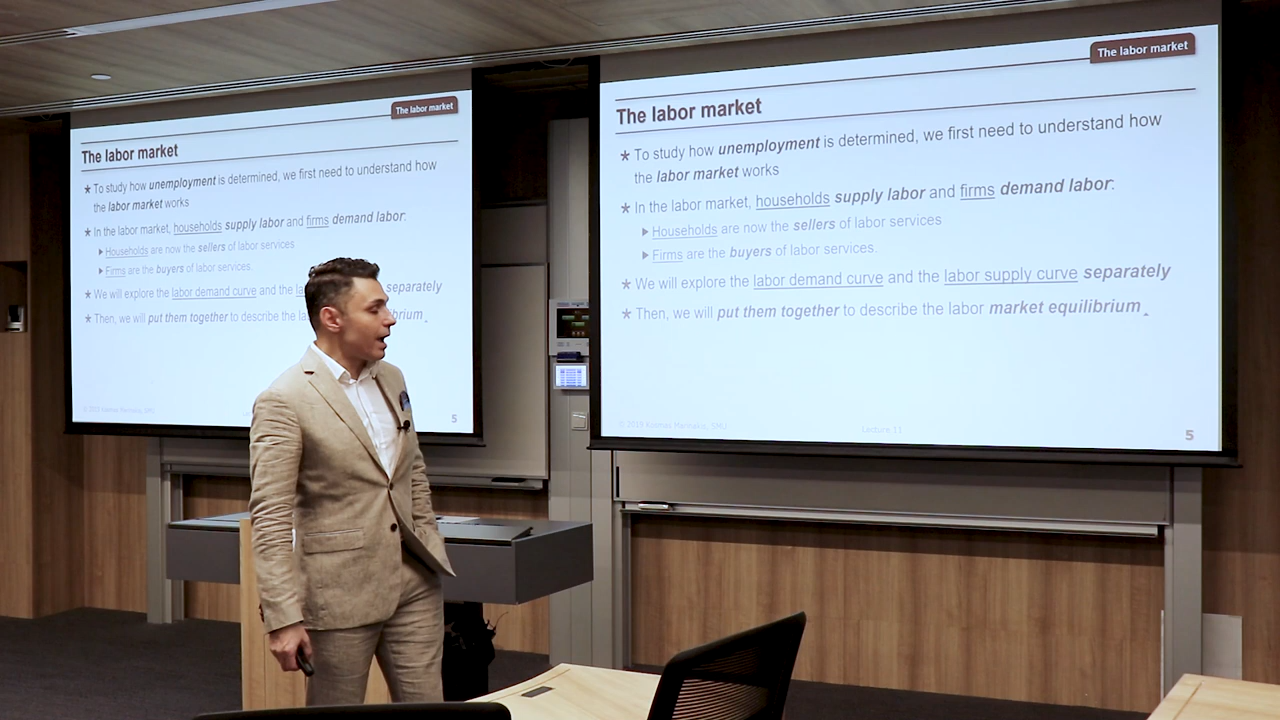 The labor market
The labor market
* To study how unemployment is determined, we first need to understand how
the labor market works
* In the labor market, households supply labor and firms demand labor:
Households are now the sellers of labor services
Firms are the buyers of labor services.
* We will explore the labor demand curve and the la
separately
* Then, we will put them together to describe the la
brium
© 2019 Kosmas Marinakis, SMU
5
The labor market
The labor market
* To study how unemployment is determined, we first need to understand how
the labor market works
* In the labor market, households supply labor and firms demand labor:
Households are now the sellers of labor services
Firms are the buyers of labor services.
* We will explore the labor demand curve and the labor supply curve separately
* Then, we will put them together to describe the labor market equilibrium
© 2019 Kosmas Marinakis, SMU
Lecture 11
5